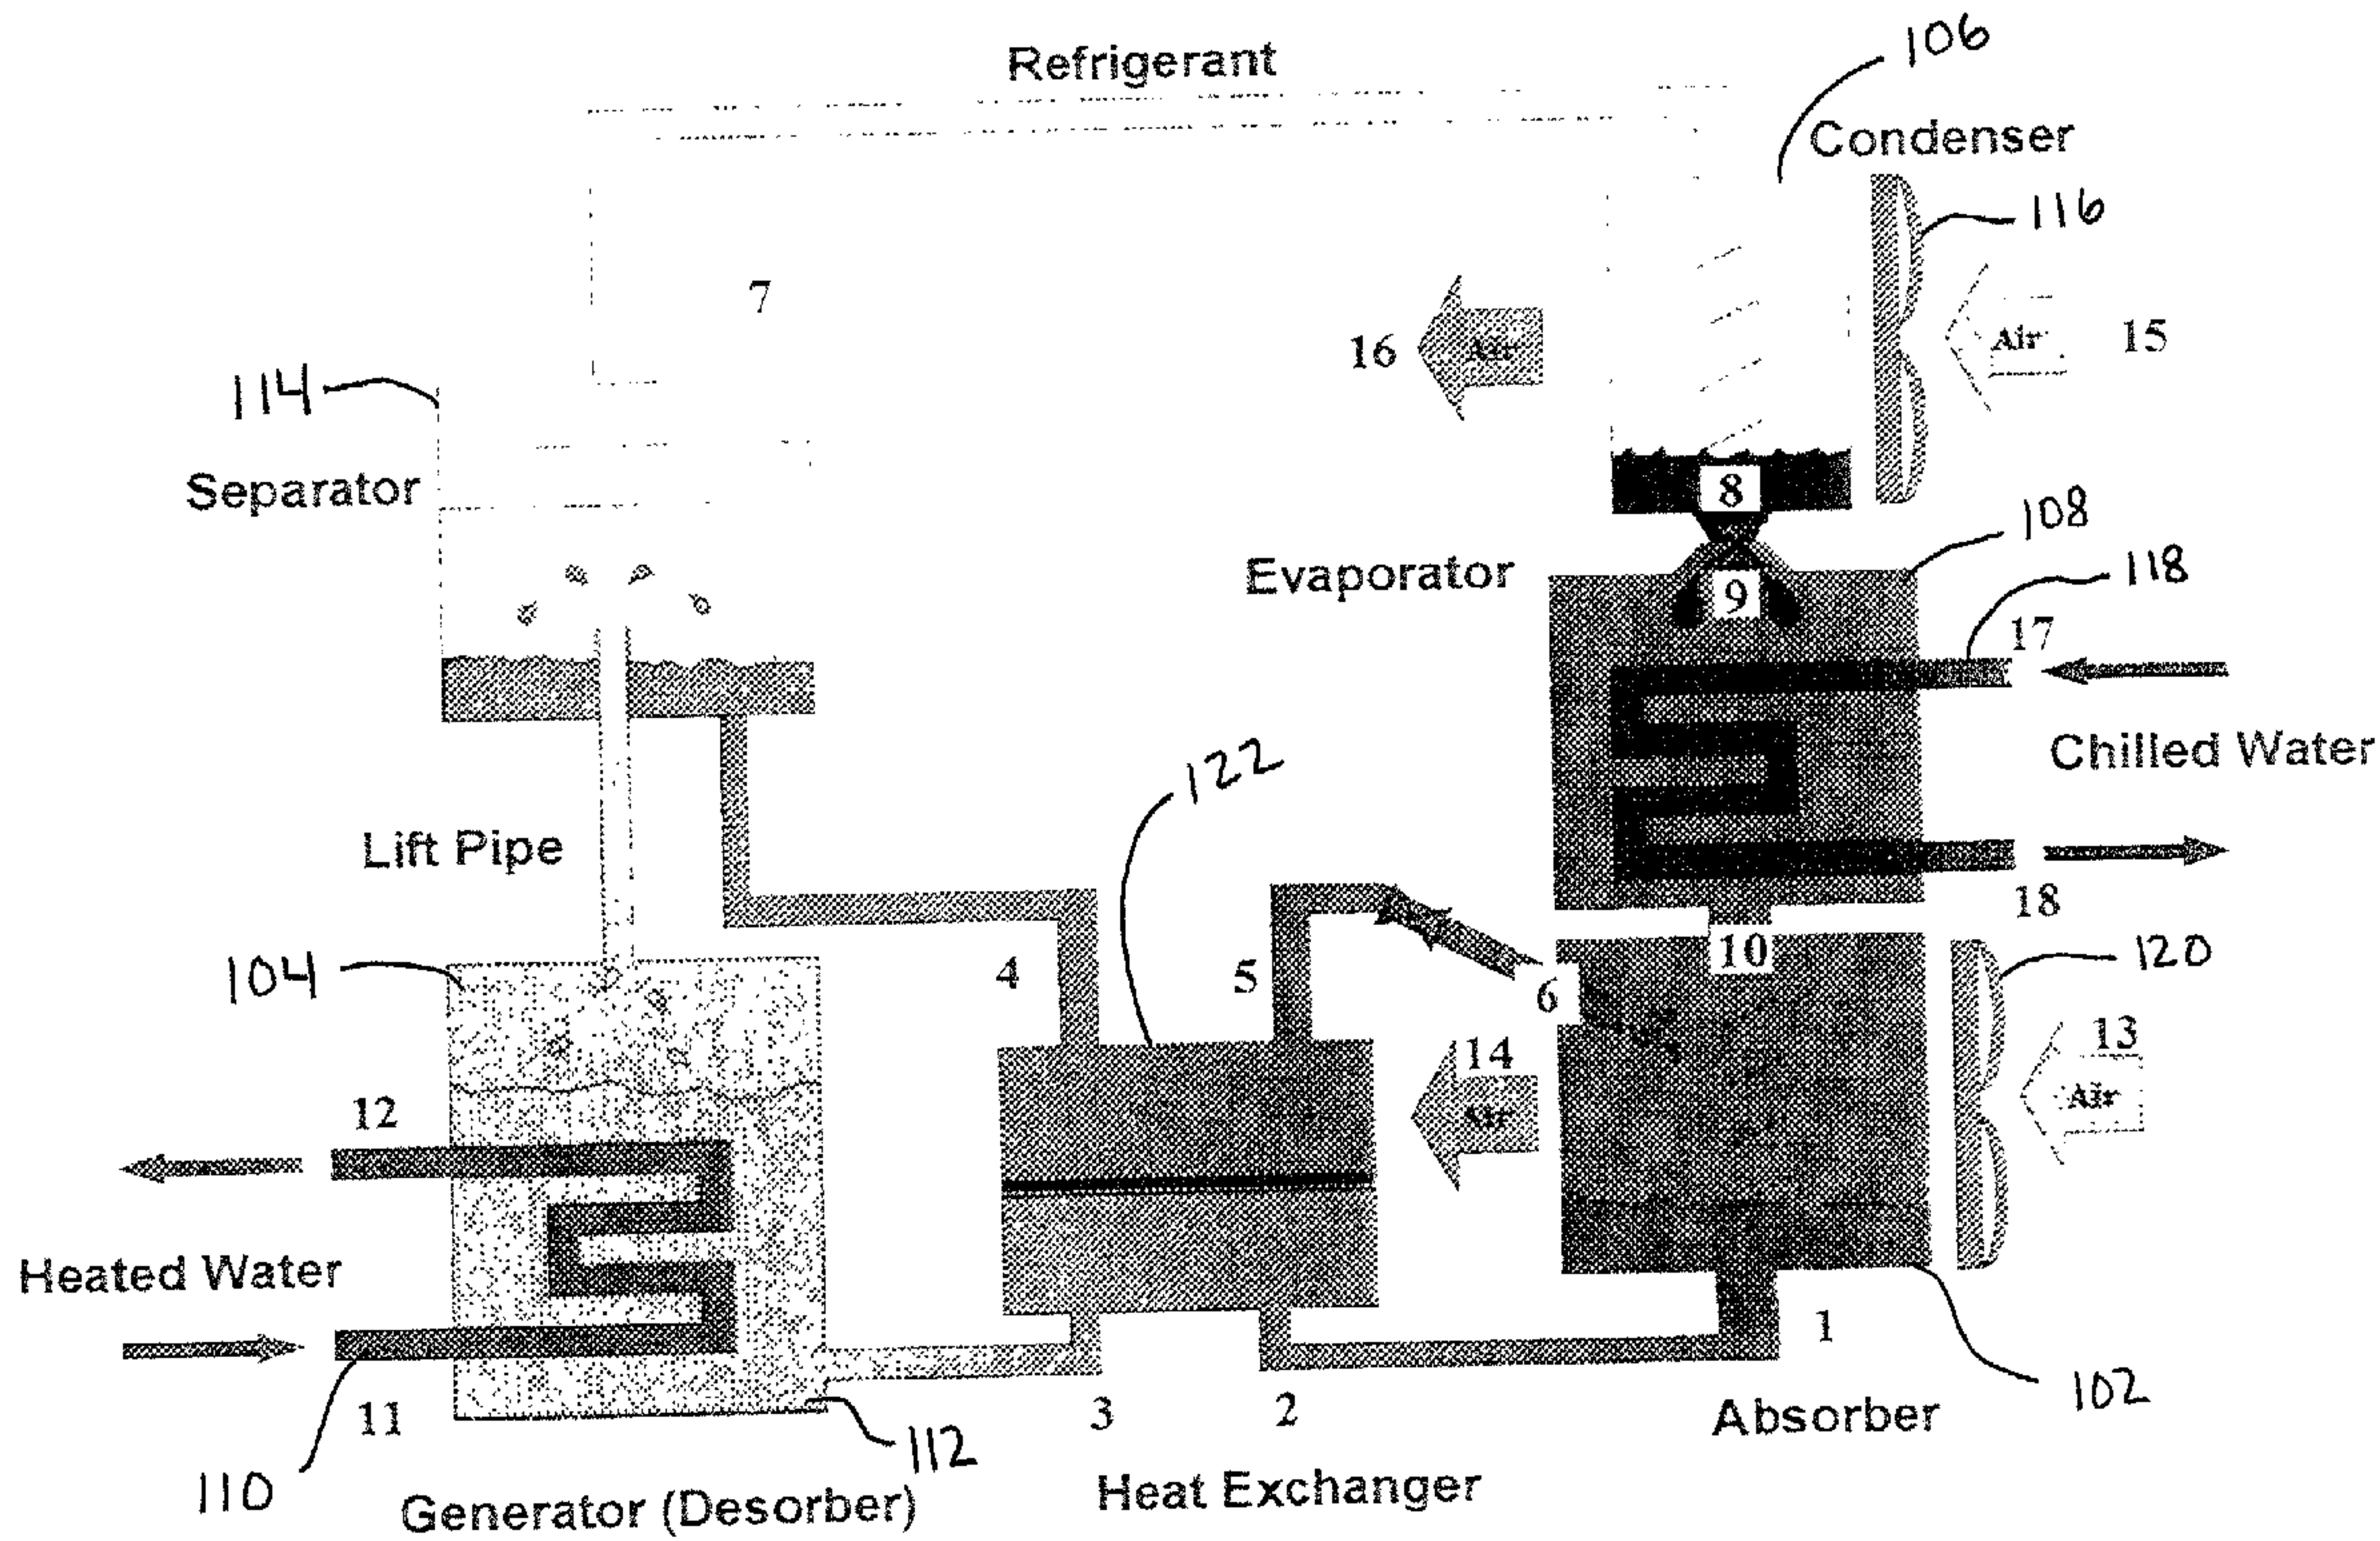 Refrigerant
106
Condenser
116
7
16
Air
Air
15
114
Separator
8
108
Evaporator
9
118
17
122
Chilled Water
Lift Pipe
18
104
4
5
6
10
120
14
13
Air
Air
12
Heated Water
1
11
3
2
102
112
Absorber
110
Generator (Desorber)
Heat Exchanger